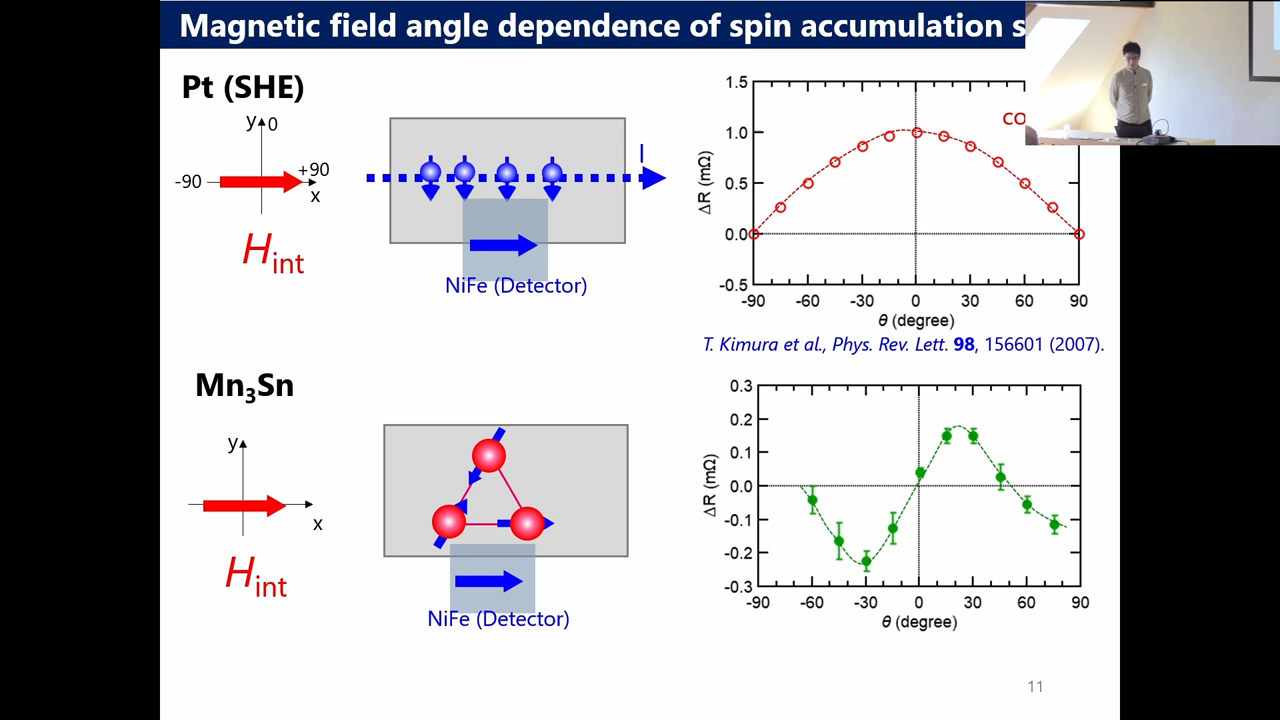 Magnetic field angle dependence of spin accumulation s
Pt (SHE)
y 0
-90
+90
x
H int
I
NiFe (Detector)
1.5
1.0
0.5
0.0
-0.5
ΔR (mΩ)
co
-90 -60 -30 0 30 60 90
θ (degree)
T. Kimura et al., Phys. Rev. Lett. 98, 156601 (2007).
Mn3Sn
y
x
H int
NiFe (Detector)
0.3
0.2
0.1
0.0
-0.1
-0.2
-0.3
ΔR (mΩ)
-90 -60 -30 0 30 60 90
θ (degree)
11